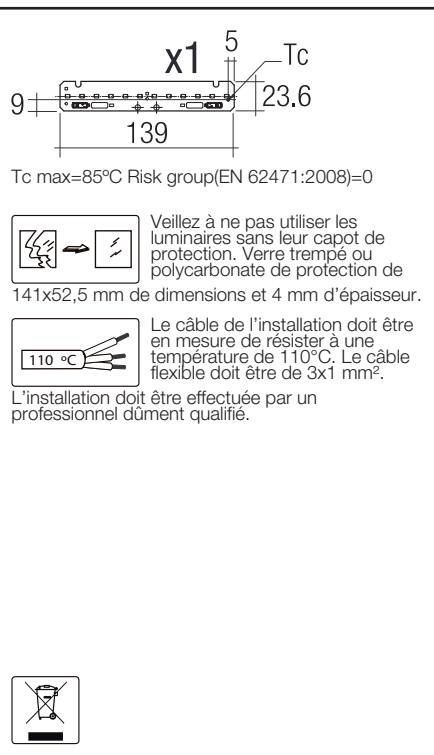 x1
5
Tc
9
23.6
139
Tc max=85ºC Risk group(EN 62471:2008)=0
Veillez à ne pas utiliser les
luminaires sans leur capot de
protection. Verre trempé ou
polycarbonate de protection de
141x52,5 mm de dimensions et 4 mm d’épaisseur.
110 ºC
Le câble de l’installation doit être
en mesure de résister à une
température de 110°C. Le câble
flexible doit être de 3x1 mm².
L’installation doit être effectuée par un
professionnel dûment qualifié.